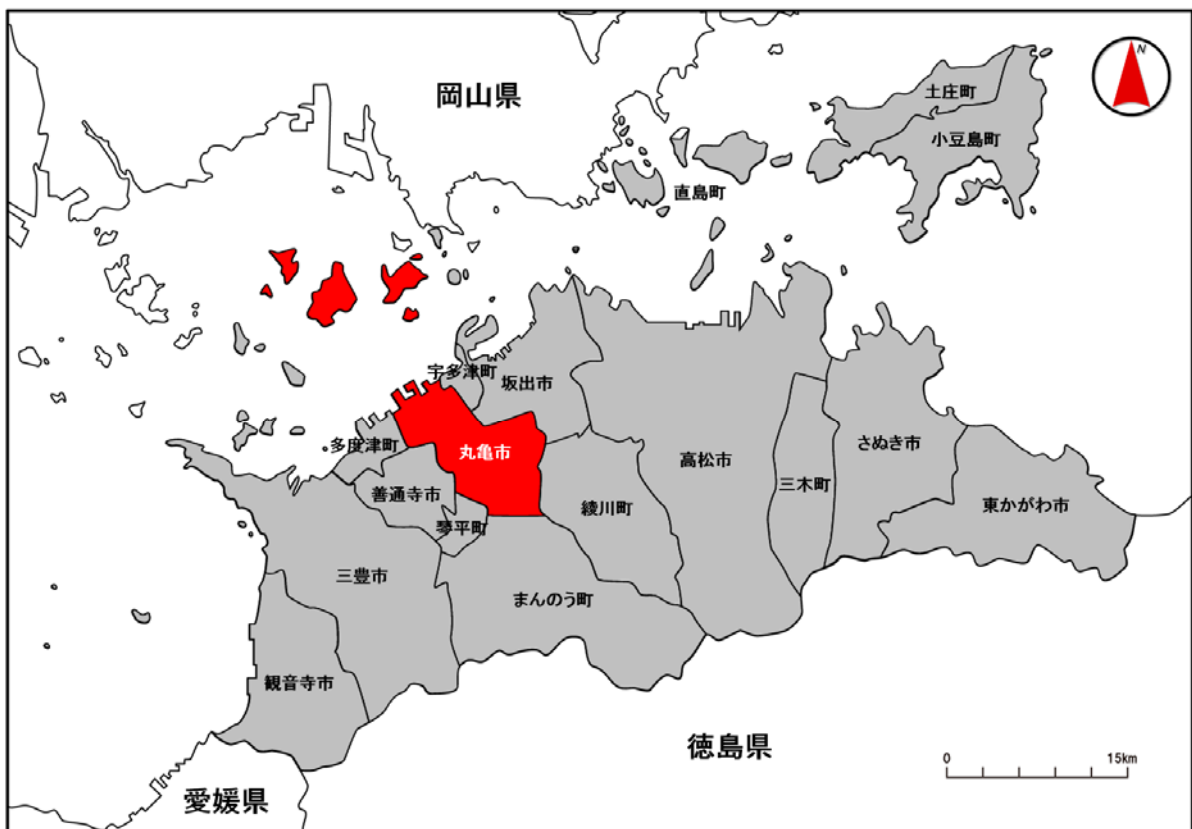 岡山県
N
土庄町
小豆島町
直島町
宇多津町
坂出市
多度津町
丸亀市
高松市
さぬき市
三木町
善通寺市
綾川町
東かがわ市
琴平町
三豊市
まんのう町
観音寺市
徳島県
0 15km
愛媛県